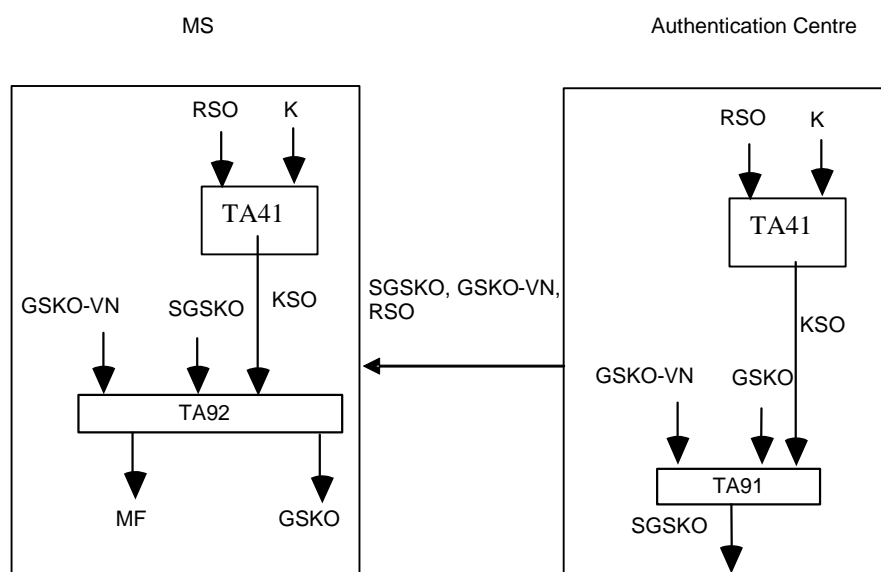 MS
Authentication Centre
RSO
K
TA41
KSO
GSKO-VN
SGSKO
TA92
MF
GSKO
SGSKO, GSKO-VN,
RSO
RSO
K
TA41
KSO
GSKO-VN
GSKO
TA91
SGSKO